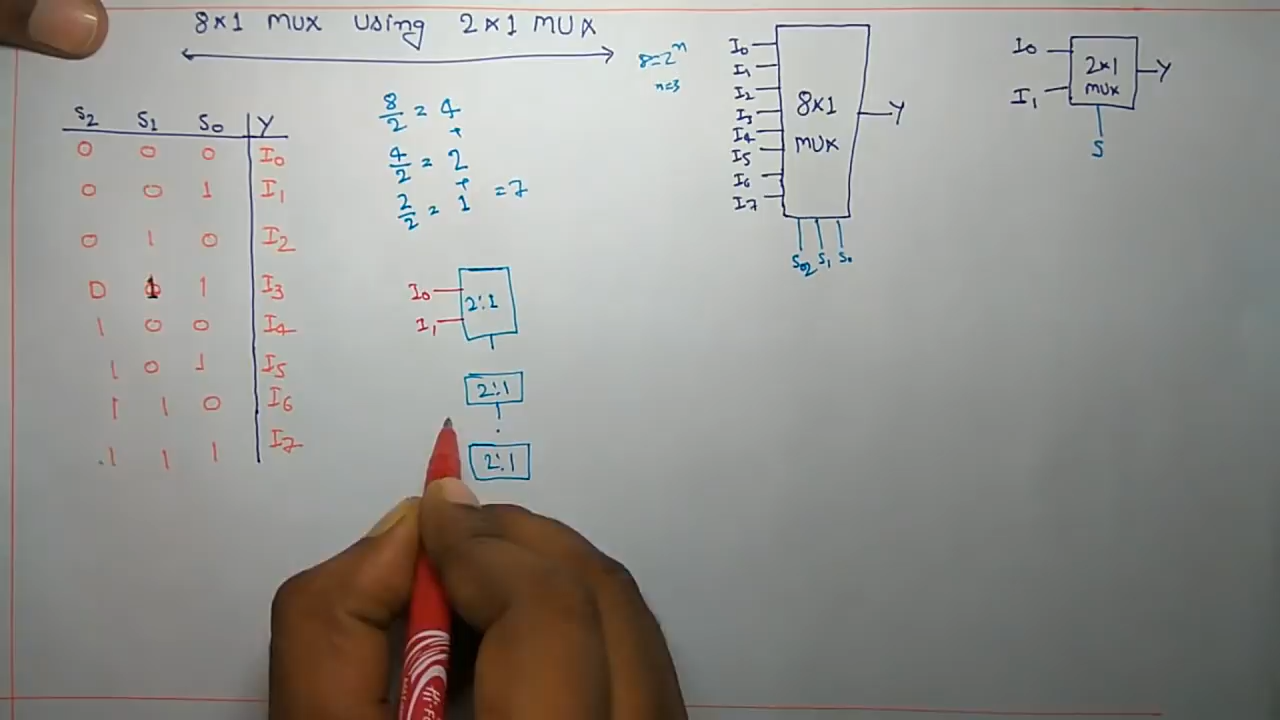 8×1 MUX using 2×1 MUX
S2 S1 S0 Y
0 0 0 I0
0 0 1 I1
0 1 0 I2
0 1 1 I3
1 0 0 I4
1 0 1 I5
1 1 0 I6
1 1 1 I7
8/2 = 4
+
4/2 = 2
+
2/2 = 1 = 7
8=2^n
n=3
I0
I1
I2
I3
I4
I5
I6
I7
8×1
MUX
Y
S2 S1 S0
I0
I1
2×1
MUX
Y
S
I0
I1
2:1
2:1
2:1